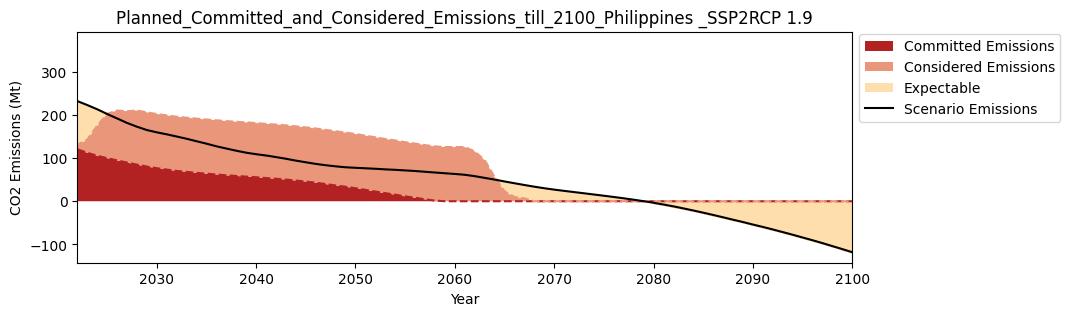 Planned_Committed_and_Considered_Emissions_till_2100_Philippines _SSP2RCP 1.9
Committed Emissions
Considered Emissions
Expectable
Scenario Emissions
CO2 Emissions (Mt)
300
200
100
0
−100
2030 2040 2050 2060 2070 2080 2090 2100
Year